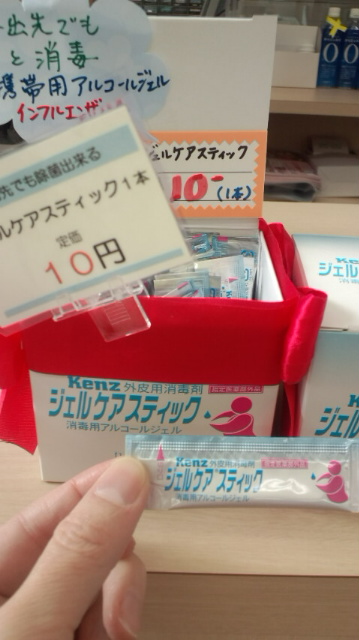 出先でも
と消毒
携帯用アルコールジェル
インフルエンザ
先でも除菌出来る
ルケアスティック1本
定価
10円
ジェルケアスティック
10-
(1本)
Kenz 外皮用消毒剤
ジェルケアスティック
消毒用アルコールジェル
ジェル
Kenz 外皮用消毒剤
ジェルケアスティック
消毒用アルコールジェル